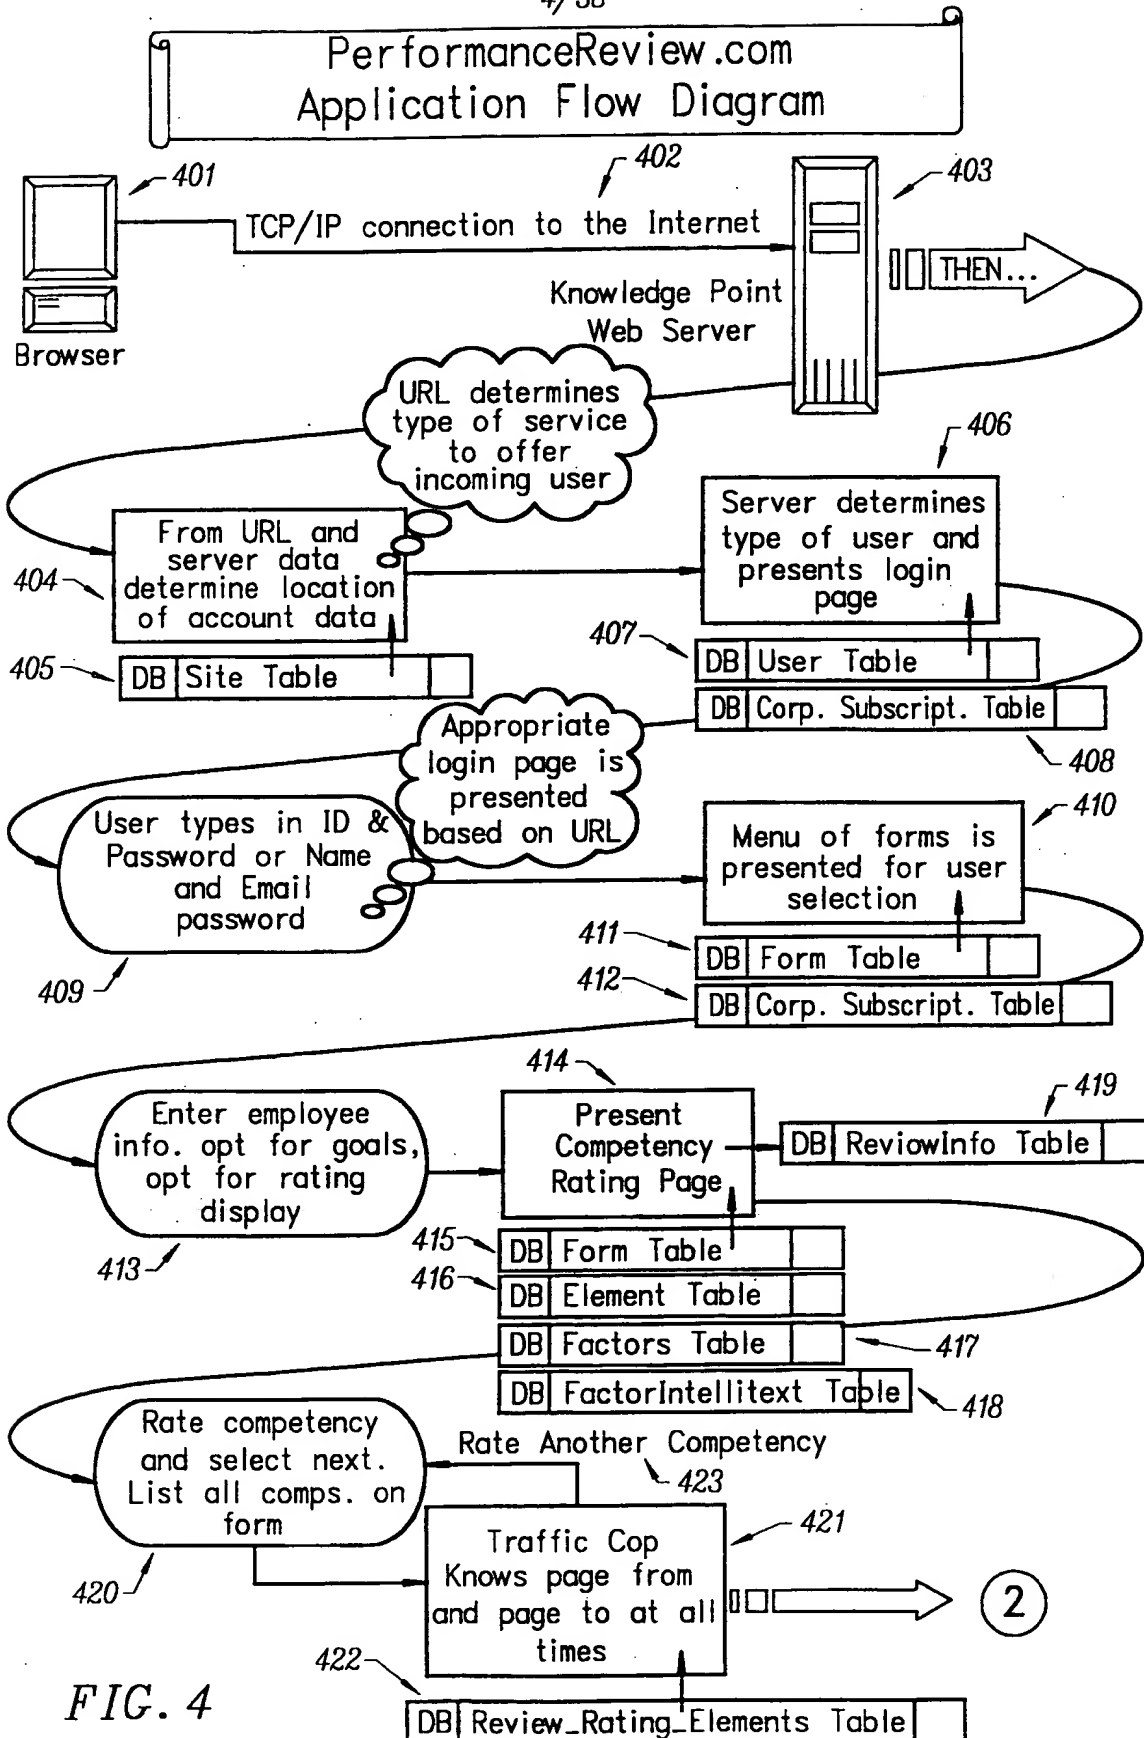 4/38
PerformanceReview.com
Application Flow Diagram
401
402
403
TCP/IP connection to the Internet
THEN...
Knowledge Point
Web Server
Browser
URL determines
type of service
to offer
incoming user
406
From URL and
server data
determine location
of account data
404
Server determines
type of user and
presents login
page
405
DB Site Table
407
DB User Table
DB Corp. Subscript. Table
408
Appropriate
login page is
presented
based on URL
User types in ID &
Password or Name
and Email
password
409
410
Menu of forms is
presented for user
selection
411
DB Form Table
412
DB Corp. Subscript. Table
414
Enter employee
info. opt for goals,
opt for rating
display
413
Present
Competency
Rating Page
419
DB ReviowInfo Table
415
DB Form Table
416
DB Element Table
DB Factors Table
417
DB FactorIntellitext Table
418
Rate competency
and select next.
List all comps. on
form
420
Rate Another Competency
423
421
Traffic Cop
Knows page from
and page to at all
times
2
422
DB Review_Rating_Elements Table
FIG. 4